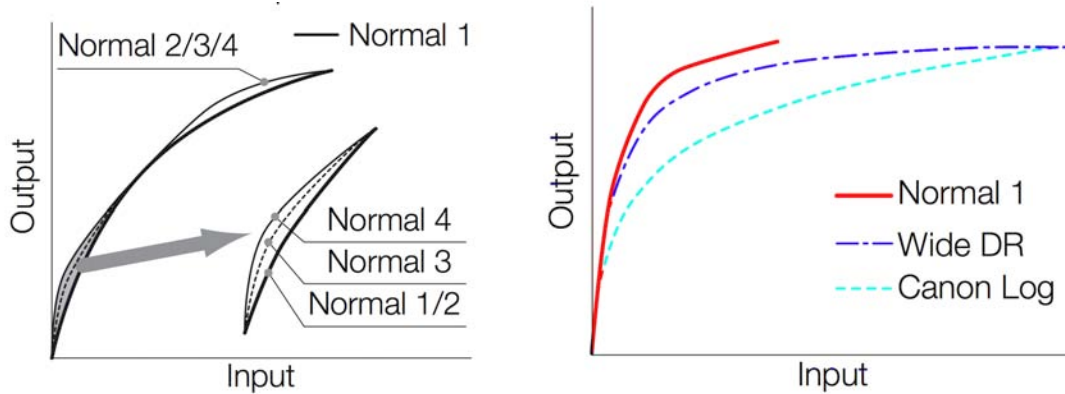 Normal 2/3/4
Normal 1
Output
Normal 4
Normal 3
Normal 1/2
Input
Output
Normal 1
Wide DR
Canon Log
Input